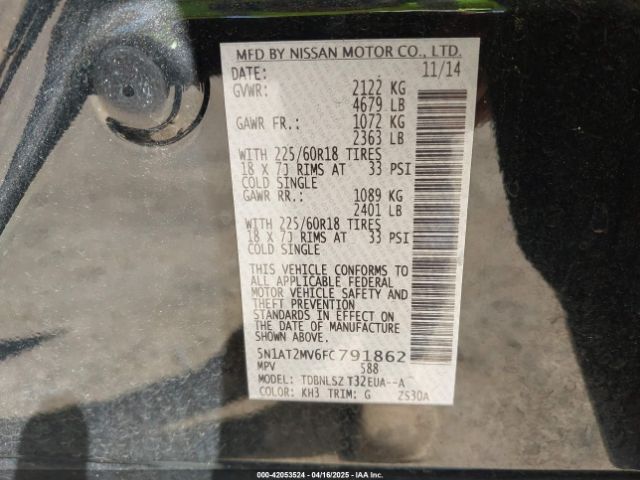 MFD BY NISSAN MOTOR CO., LTD.
DATE: 11/14
GVWR: 2122 KG
4679 LB
GAWR FR.: 1072 KG
2363 LB
WITH 225/60R18 TIRES
18 X 7J RIMS AT 33 PSI
COLD SINGLE
GAWR RR.: 1089 KG
2401 LB
WITH 225/60R18 TIRES
18 X 7J RIMS AT 33 PSI
COLD SINGLE
THIS VEHICLE CONFORMS TO
ALL APPLICABLE FEDERAL
MOTOR VEHICLE SAFETY AND
THEFT PREVENTION
STANDARDS IN EFFECT ON
THE DATE OF MANUFACTURE
SHOWN ABOVE.
5N1AT2MV6FC791862
MPV 588
MODEL: TDBNLSZ T32EUA--A
COLOR: KH3 TRIM: G ZS30A
000-42053524 - 04/16/2025 - IAA Inc.